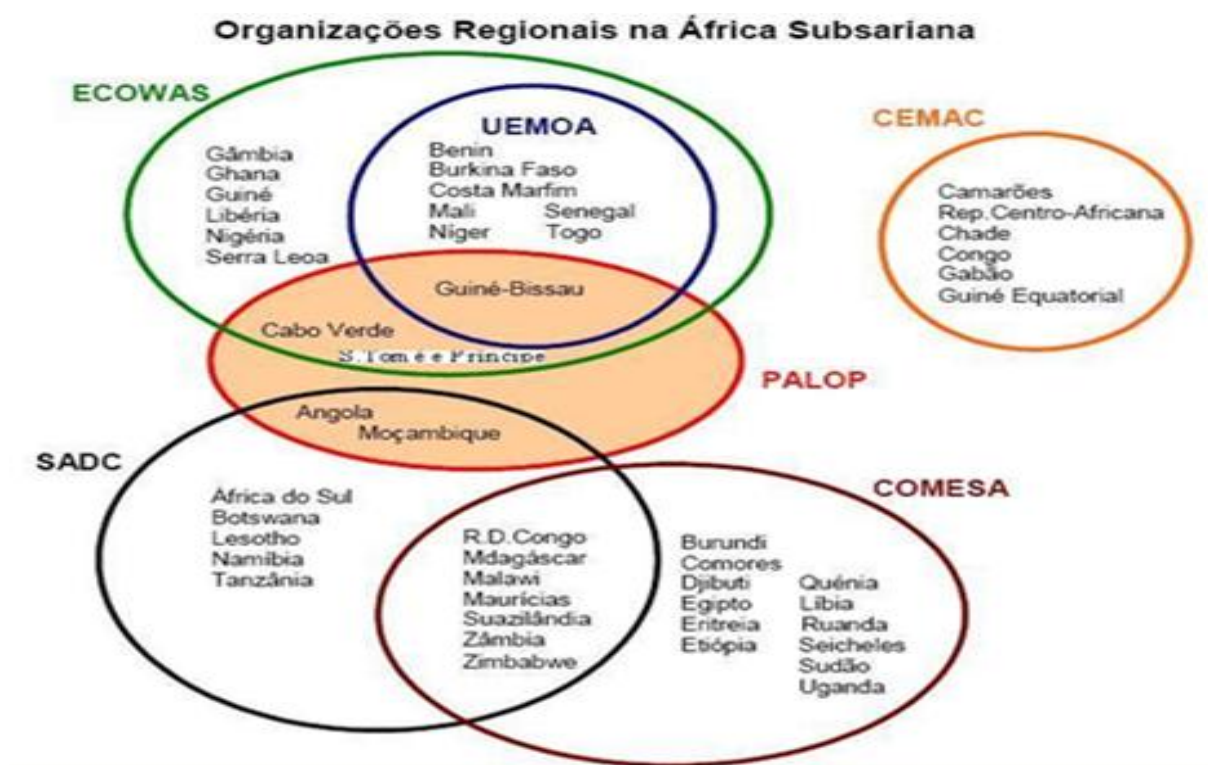 Organizações Regionais na África Subsariana
ECOWAS
UEMOA
CEMAC
Gâmbia
Ghana
Guiné
Libéria
Nigéria
Serra Leoa
Benin
Burkina Faso
Costa Marfim
Mali Senegal
Níger Togo
Camarões
Rep.Centro-Africana
Chade
Congo
Gabão
Guiné Equatorial
Guiné-Bissau
Cabo Verde
S.Tomé e Príncipe
PALOP
Angola
Moçambique
SADC
COMESA
África do Sul
Botswana
Lesotho
Namíbia
Tanzânia
R.D.Congo
Mdagáscar
Malawi
Maurícias
Suazilândia
Zâmbia
Zimbabwe
Burundi
Comores
Djibuti Quénia
Egipto Líbia
Eritreia Ruanda
Etiópia Seicheles
Sudão
Uganda